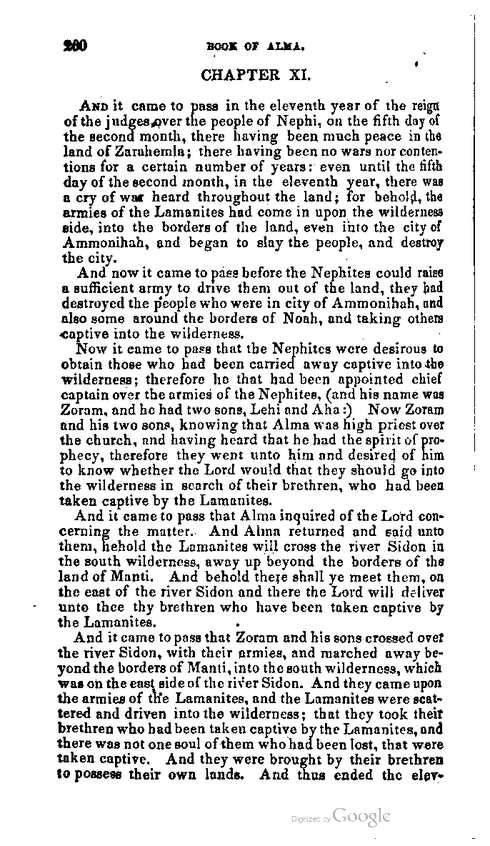 260 BOOK OF ALMA.
CHAPTER XI.
AND it came to pass in the eleventh year of the reign
of the judges over the people of Nephi, on the fifth day of
the second month, there having been much peace in the
land of Zarahemla; there having been no wars nor conten-
tions for a certain number of years: even until the fifth
day of the second month, in the eleventh year, there was
a cry of war heard throughout the land; for behold, the
armies of the Lamanites had come in upon the wilderness
side, into the borders of the land, even into the city of
Ammonihah, and began to slay the people, and destroy
the city.
And now it came to pass before the Nephites could raise
a sufficient army to drive them out of the land, they had
destroyed the people who were in city of Ammonihah, and
also some around the borders of Noah, and taking others
captive into the wilderness.
Now it came to pass that the Nephites were desirous to
obtain those who had been carried away captive into the
wilderness; therefore he that had been appointed chief
captain over the armies of the Nephites, (and his name was
Zoram, and he had two sons, Lehi and Aha:) Now Zoram
and his two sons, knowing that Alma was high priest over
the church, and having heard that he had the spirit of pro-
phecy, therefore they went unto him and desired of him
to know whether the Lord would that they should go into
the wilderness in search of their brethren, who had been
taken captive by the Lamanites.
And it came to pass that Alma inquired of the Lord con-
cerning the matter. And Alma returned and said unto
them, behold the Lamanites will cross the river Sidon in
the south wilderness, away up beyond the borders of the
land of Manti. And behold there shall ye meet them, on
the east of the river Sidon and there the Lord will deliver
unto thee thy brethren who have been taken captive by
the Lamanites.
And it came to pass that Zoram and his sons crossed over
the river Sidon, with their armies, and marched away be-
yond the borders of Manti, into the south wilderness, which
was on the east side of the river Sidon. And they came upon
the armies of the Lamanites, and the Lamanites were scat-
tered and driven into the wilderness; that they took their
brethren who had been taken captive by the Lamanites, and
there was not one soul of them who had been lost, that were
taken captive. And they were brought by their brethren
to possess their own lands. And thus ended the elev-
Digitized by Google